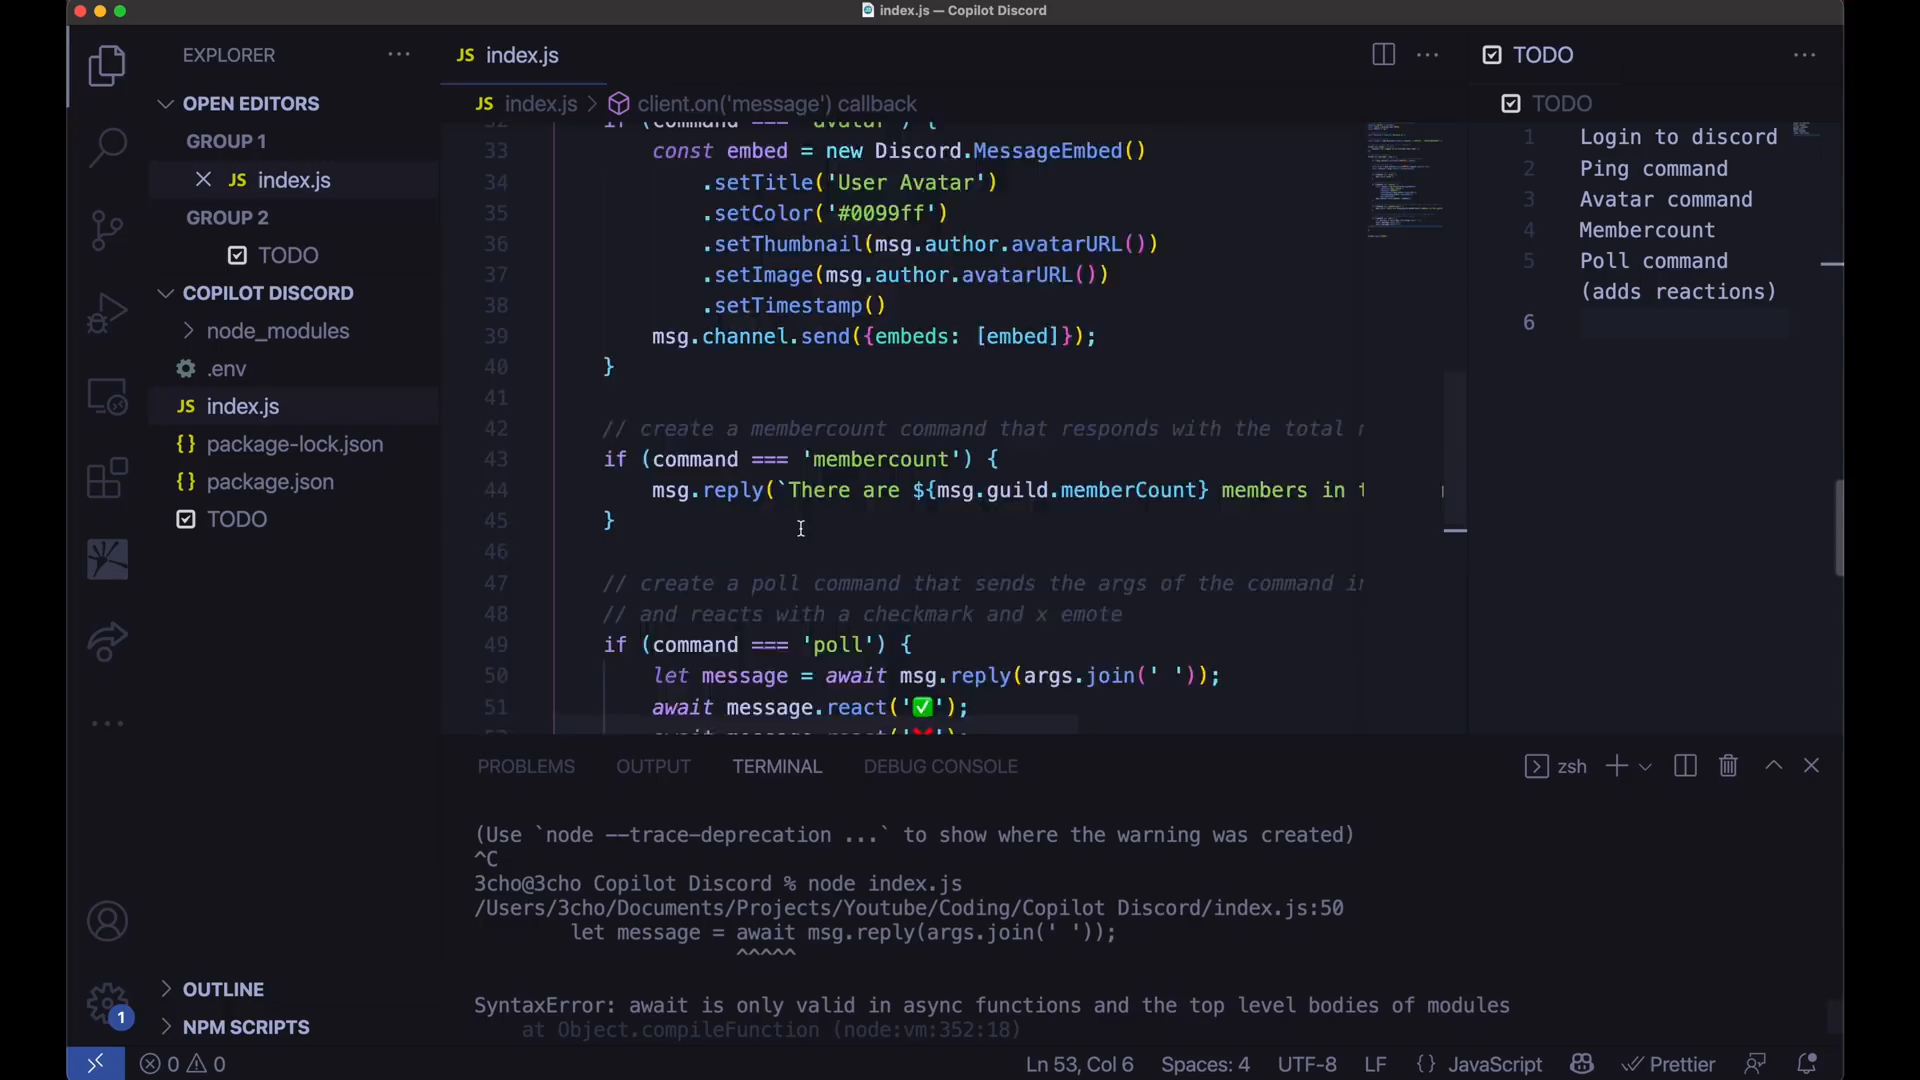 index.js — Copilot Discord
EXPLORER
OPEN EDITORS
GROUP 1
JS index.js
GROUP 2
TODO
COPILOT DISCORD
node_modules
.env
JS index.js
{} package-lock.json
{} package.json
TODO
OUTLINE
NPM SCRIPTS
1
JS index.js
JS index.js > client.on('message') callback
33 const embed = new Discord.MessageEmbed()
34 .setTitle('User Avatar')
35 .setColor('#0099ff')
36 .setThumbnail(msg.author.avatarURL())
37 .setImage(msg.author.avatarURL())
38 .setTimestamp()
39 msg.channel.send({embeds: [embed]});
40 }
41
42 // create a membercount command that responds with the total
43 if (command === 'membercount') {
44 msg.reply(`There are ${msg.guild.memberCount} members in
45 }
46
47 // create a poll command that sends the args of the command
48 // and reacts with a checkmark and x emote
49 if (command === 'poll') {
50 let message = await msg.reply(args.join(' '));
51 await message.react('✅');
TODO
TODO
1 Login to discord
2 Ping command
3 Avatar command
4 Membercount
5 Poll command
(adds reactions)
6
PROBLEMS OUTPUT TERMINAL DEBUG CONSOLE
zsh
(Use `node --trace-deprecation ...` to show where the warning was created)
^C
3cho@3cho Copilot Discord % node index.js
/Users/3cho/Documents/Projects/Youtube/Coding/Copilot Discord/index.js:50
let message = await msg.reply(args.join(' '));
^^^^^
SyntaxError: await is only valid in async functions and the top level bodies of modules
at Object.compileFunction (node:vm:352:18)
0 0
Ln 53, Col 6 Spaces: 4 UTF-8 LF {} JavaScript Prettier